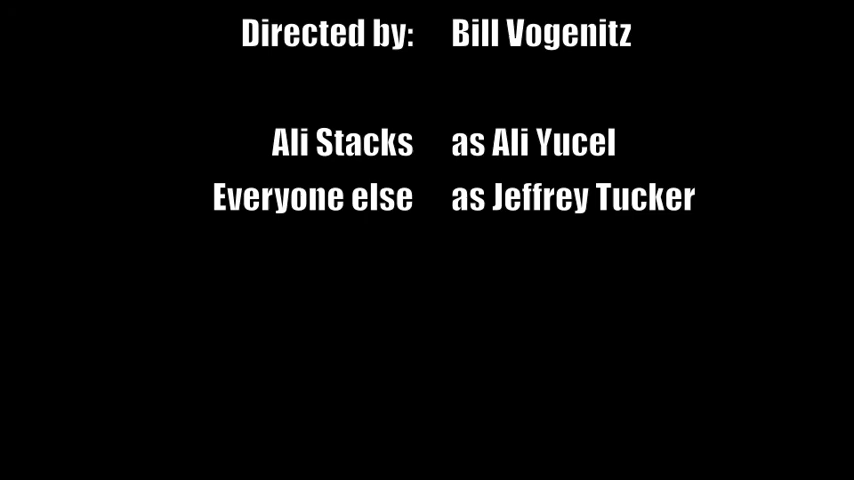 Directed by: Bill Vogenitz
Ali Stacks as Ali Yucel
Everyone else as Jeffrey Tucker